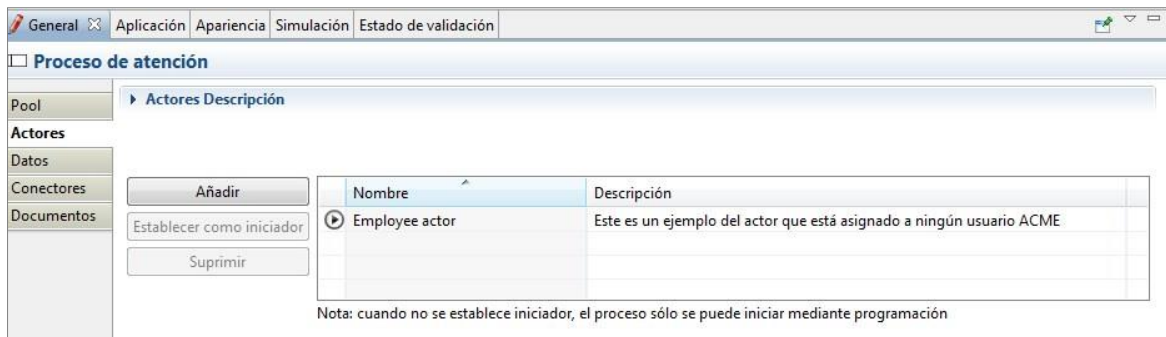 General Aplicación Apariencia Simulación Estado de validación
Proceso de atención
Pool
Actores Descripción
Actores
Datos
Conectores
Documentos
Añadir
Establecer como iniciador
Suprimir
Nombre Descripción
Employee actor Este es un ejemplo del actor que está asignado a ningún usuario ACME
Nota: cuando no se establece iniciador, el proceso sólo se puede iniciar mediante programación